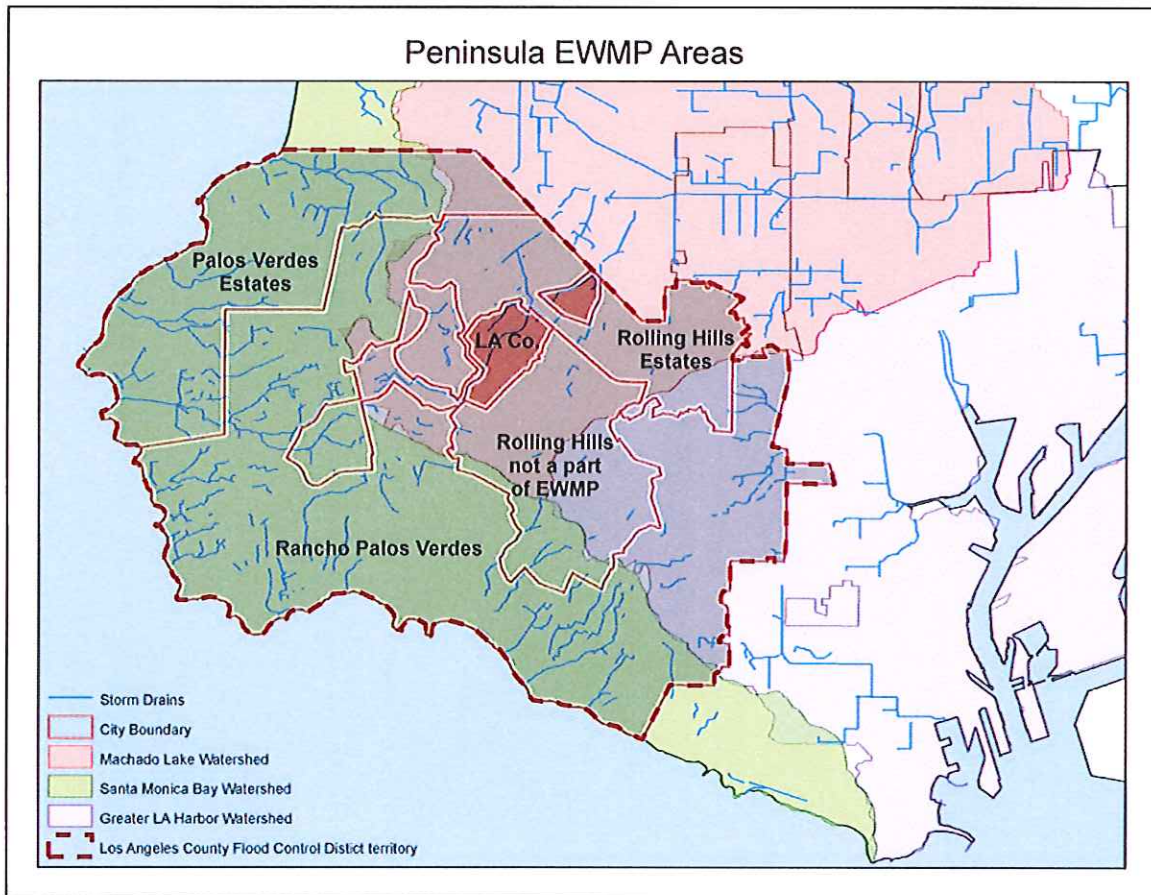 Peninsula EWMP Areas
Palos Verdes
Estates
LA Co.
Rolling Hills
Estates
Rolling Hills
not a part
of EWMP
Rancho Palos Verdes
Storm Drains
City Boundary
Machado Lake Watershed
Santa Monica Bay Watershed
Greater LA Harbor Watershed
Los Angeles County Flood Control Distict territory